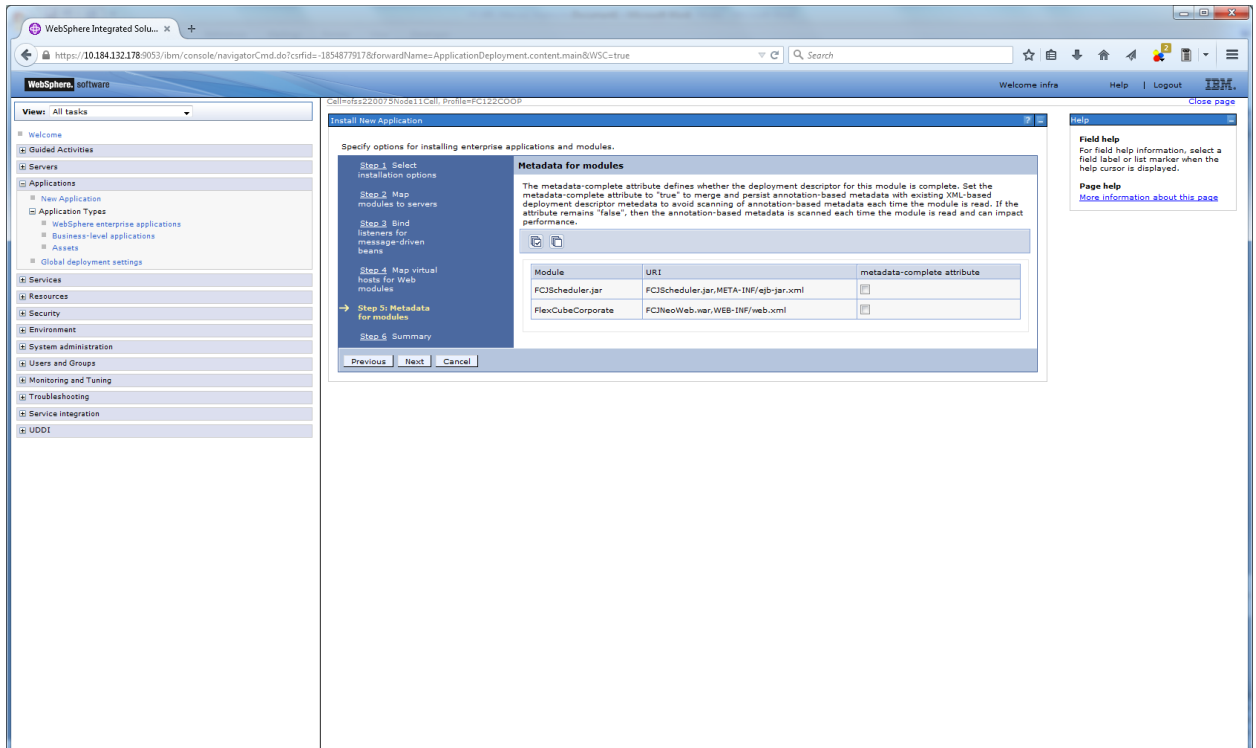 WebSphere Integrated Solu... × +
https://10.184.132.178:9053/ibm/console/navigatorCmd.do?csrfid=-1854877917&forwardName=ApplicationDeployment.content.main&WSC=true
Search
2
WebSphere. software
Welcome infra
Help | Logout
IBM.
View: All tasks
Welcome
Guided Activities
Servers
Applications
New Application
Application Types
WebSphere enterprise applications
Business-level applications
Assets
Global deployment settings
Services
Resources
Security
Environment
System administration
Users and Groups
Monitoring and Tuning
Troubleshooting
Service integration
UDDI
Cell=ofss220075Node11Cell, Profile=FC122COOP
Close page
Install New Application
Specify options for installing enterprise applications and modules.
Step 1 Select
installation options
Step 2 Map
modules to servers
Step 3 Bind
listeners for
message-driven
beans
Step 4 Map virtual
hosts for Web
modules
Step 5: Metadata
for modules
Step 6 Summary
Metadata for modules
The metadata-complete attribute defines whether the deployment descriptor for this module is complete. Set the
metadata-complete attribute to "true" to merge and persist annotation-based metadata with existing XML-based
deployment descriptor metedata to avoid scanning of annotation-based metadata each time the module is read. If the
attribute remains "false", then the annotation-based metadata is scanned each time the module is read and can impact
performance.
Module URI metadata-complete attribute
FCJScheduler.jar FCJScheduler.jar,META-INF/ejb-jar.xml
FlexCubeCorporate FCJNeoWeb.war,WEB-INF/web.xml
Previous Next Cancel
Help
Field help
For field help information, select a
field label or list marker when the
help cursor is displayed.
Page help
More information about this page